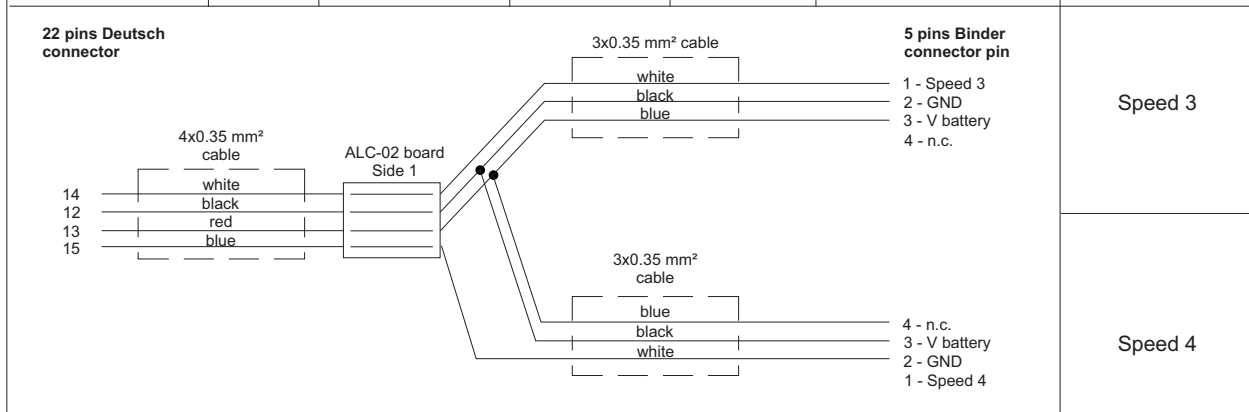 22 pins Deutsch
connector
3x0.35 mm² cable
5 pins Binder
connector pin
white
black
blue
1 - Speed 3
2 - GND
3 - V battery
4 - n.c.
Speed 3
4x0.35 mm²
cable
ALC-02 board
Side 1
14
12
13
15
white
black
red
blue
3x0.35 mm²
cable
blue
black
white
4 - n.c.
3 - V battery
2 - GND
1 - Speed 4
Speed 4